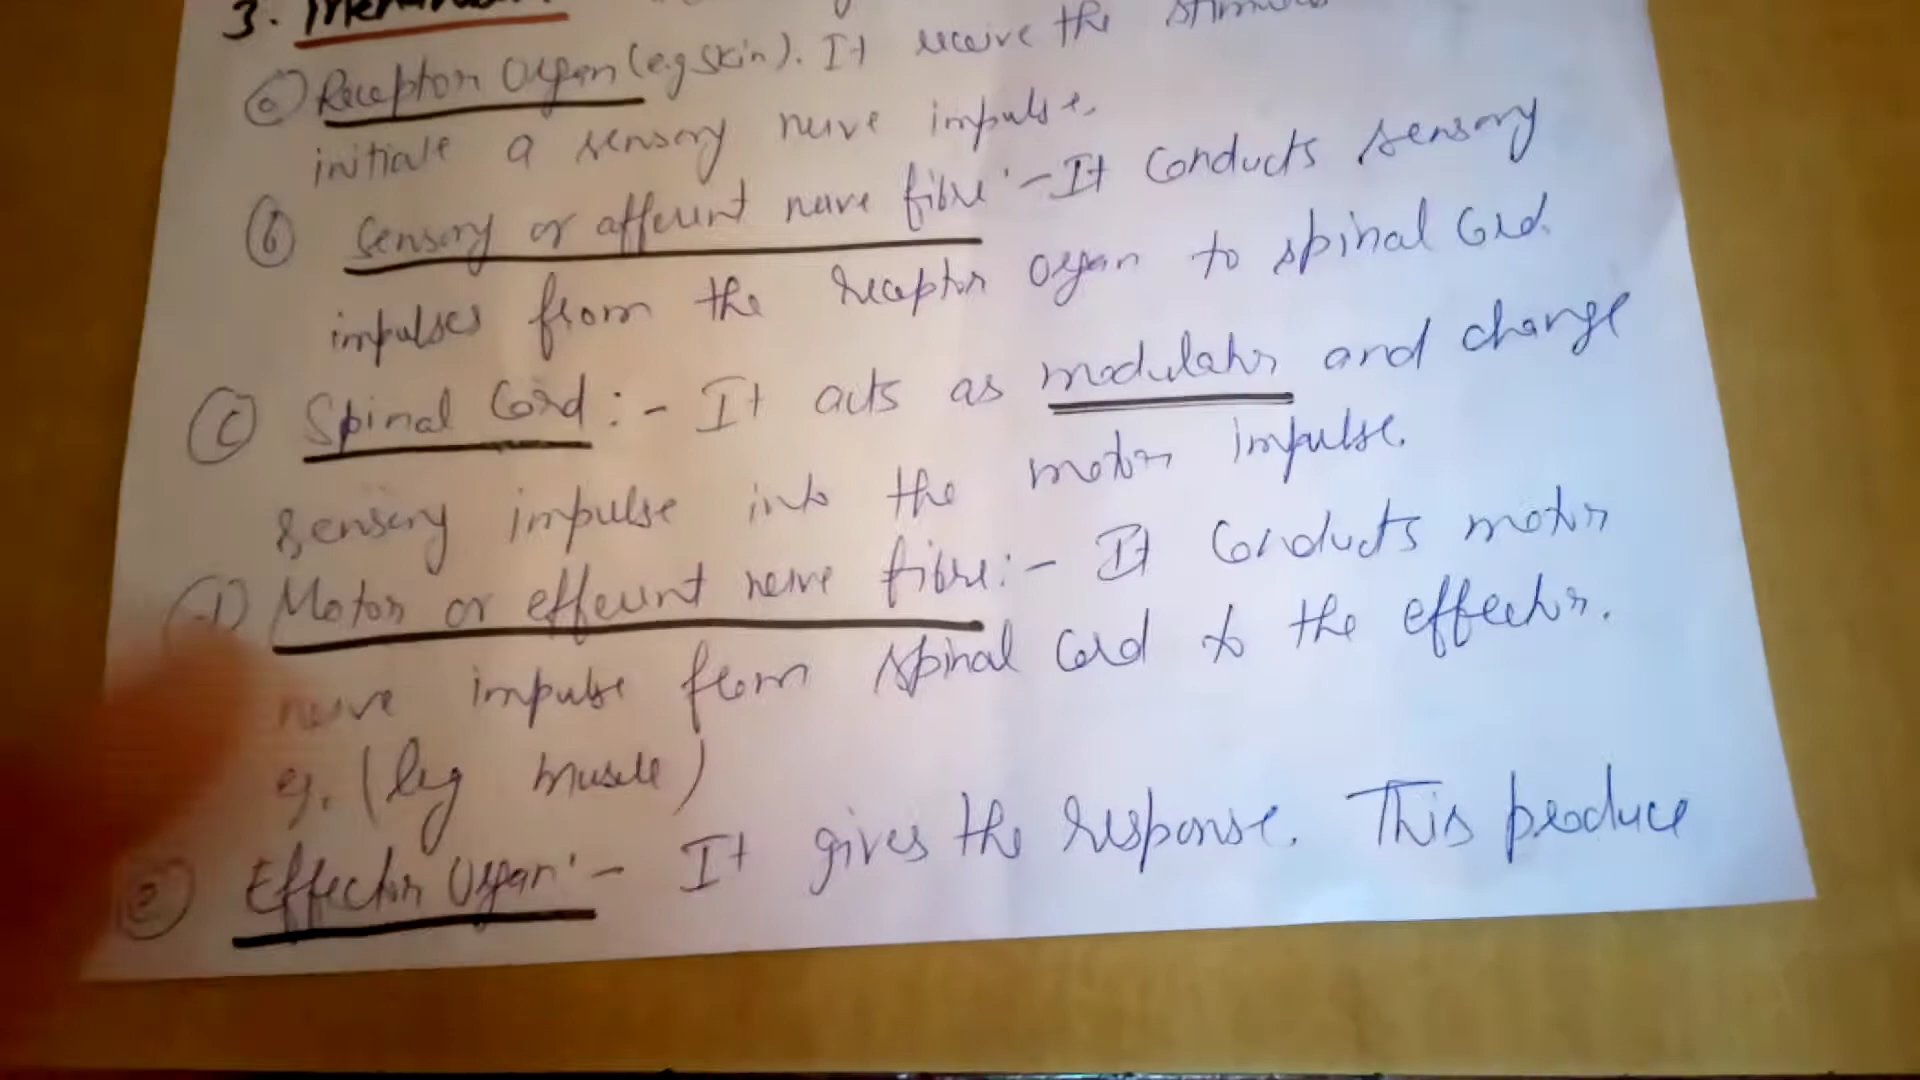 3.
(a) Receptor Organ (e.g skin). It receive the
initiate a sensory nerve impulse.
(b) Sensory or afferent nerve fibre :- It conducts sensory
impulses from the receptor organ to spinal cord.
(c) Spinal Cord :- It acts as modulator and change
sensory impulse into the motor impulse.
(d) Motor or efferent nerve fibre :- It conducts motor
nerve impulse from spinal cord to the effector.
eg. (leg muscle)
(e) Effector Organ :- It gives the response. This produce